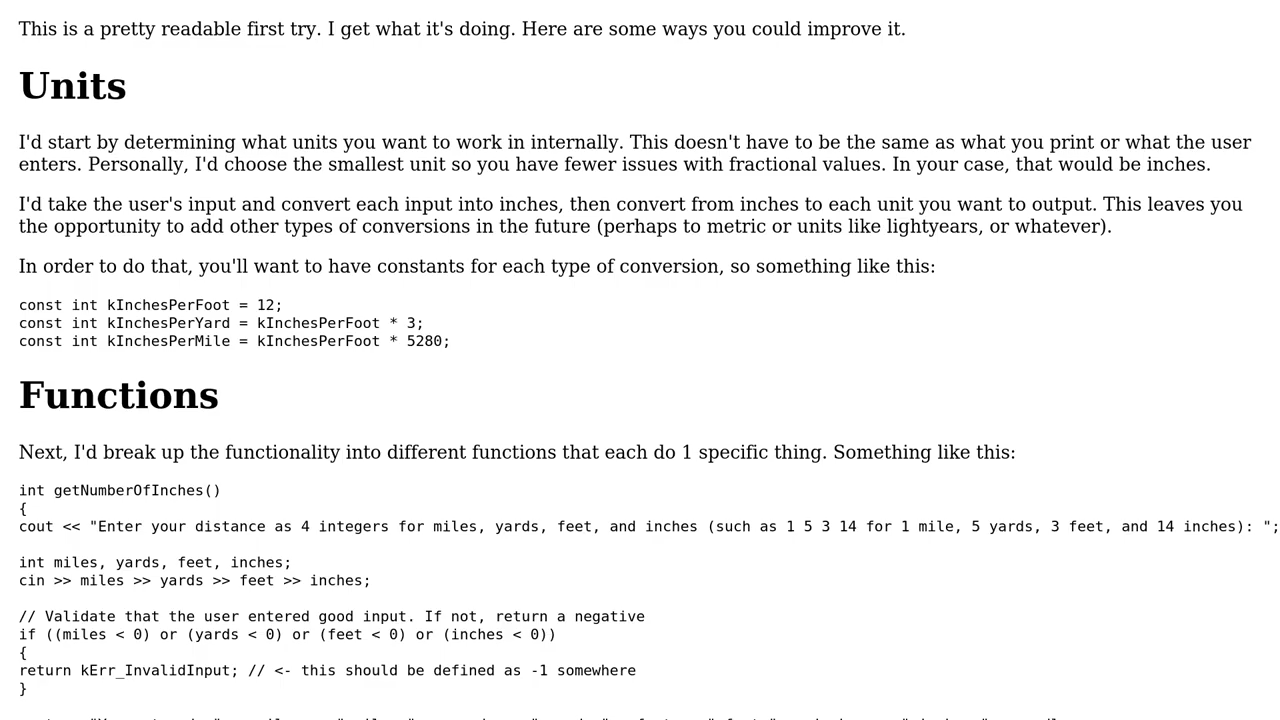 This is a pretty readable first try. I get what it's doing. Here are some ways you could improve it.
Units
I'd start by determining what units you want to work in internally. This doesn't have to be the same as what you print or what the user
enters. Personally, I'd choose the smallest unit so you have fewer issues with fractional values. In your case, that would be inches.
I'd take the user's input and convert each input into inches, then convert from inches to each unit you want to output. This leaves you
the opportunity to add other types of conversions in the future (perhaps to metric or units like lightyears, or whatever).
In order to do that, you'll want to have constants for each type of conversion, so something like this:
const int kInchesPerFoot = 12;
const int kInchesPerYard = kInchesPerFoot * 3;
const int kInchesPerMile = kInchesPerFoot * 5280;
Functions
Next, I'd break up the functionality into different functions that each do 1 specific thing. Something like this:
int getNumberOfInches()
{
cout << "Enter your distance as 4 integers for miles, yards, feet, and inches (such as 1 5 3 14 for 1 mile, 5 yards, 3 feet, and 14 inches): ";
int miles, yards, feet, inches;
cin >> miles >> yards >> feet >> inches;
// Validate that the user entered good input. If not, return a negative
if ((miles < 0) or (yards < 0) or (feet < 0) or (inches < 0))
{
return kErr_InvalidInput; // <- this should be defined as -1 somewhere
}